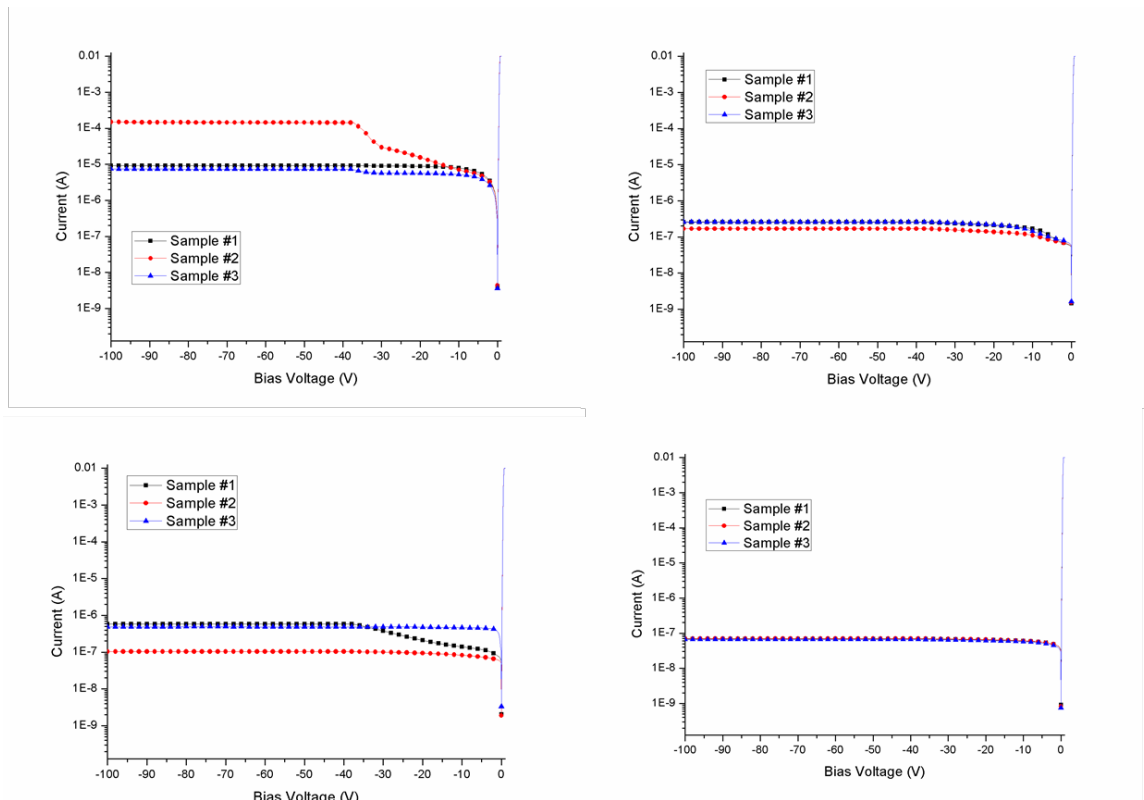 0.01
1E-3
1E-4
1E-5
1E-6
1E-7
1E-8
1E-9
Current (A)
Sample #1
Sample #2
Sample #3
-100 -90 -80 -70 -60 -50 -40 -30 -20 -10 0
Bias Voltage (V)
0.01
1E-3
1E-4
1E-5
1E-6
1E-7
1E-8
1E-9
Current (A)
Sample #1
Sample #2
Sample #3
-100 -90 -80 -70 -60 -50 -40 -30 -20 -10 0
Bias Voltage (V)
0.01
1E-3
1E-4
1E-5
1E-6
1E-7
1E-8
1E-9
Current (A)
Sample #1
Sample #2
Sample #3
-100 -90 -80 -70 -60 -50 -40 -30 -20 -10 0
Bias Voltage (V)
0.01
1E-3
1E-4
1E-5
1E-6
1E-7
1E-8
1E-9
Current (A)
Sample #1
Sample #2
Sample #3
-100 -90 -80 -70 -60 -50 -40 -30 -20 -10 0
Bias Voltage (V)